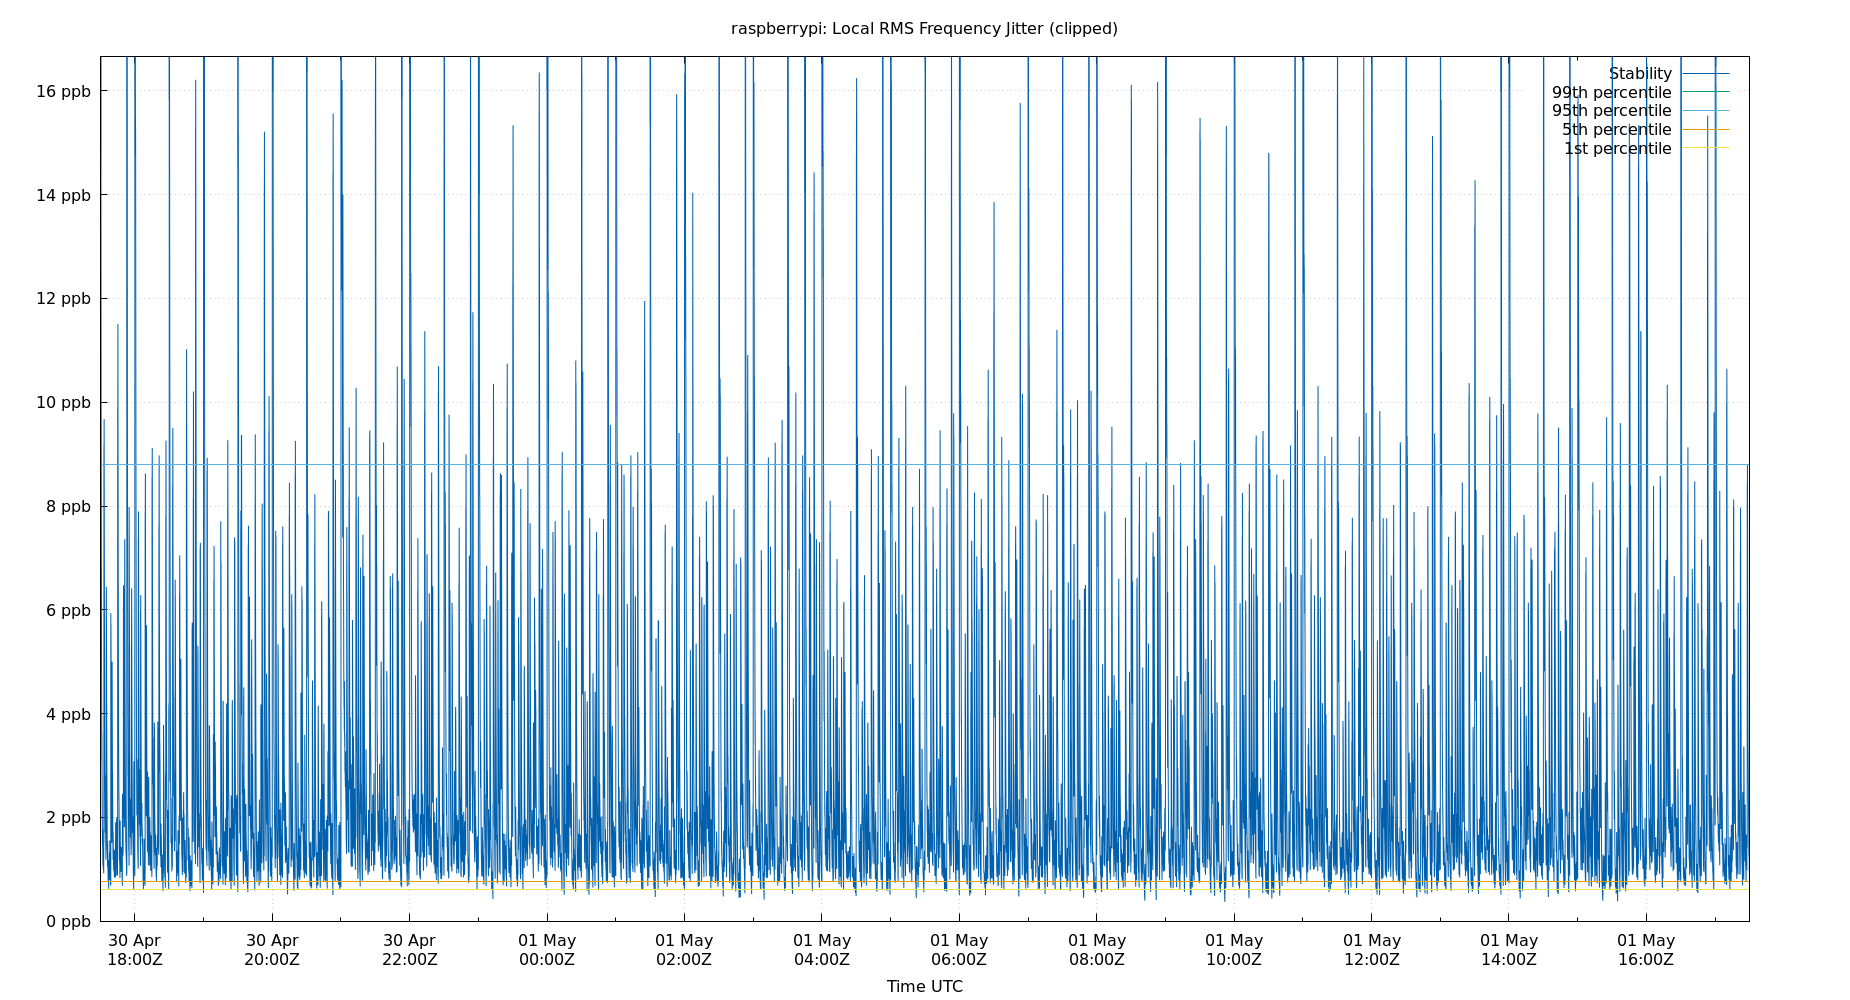 raspberrypi: Local RMS Frequency Jitter (clipped)
Stability
99th percentile
95th percentile
5th percentile
1st percentile
16 ppb
14 ppb
12 ppb
10 ppb
8 ppb
6 ppb
4 ppb
2 ppb
0 ppb
30 Apr 30 Apr 30 Apr 01 May 01 May 01 May 01 May 01 May 01 May 01 May 01 May 01 May
18:00Z 20:00Z 22:00Z 00:00Z 02:00Z 04:00Z 06:00Z 08:00Z 10:00Z 12:00Z 14:00Z 16:00Z
Time UTC